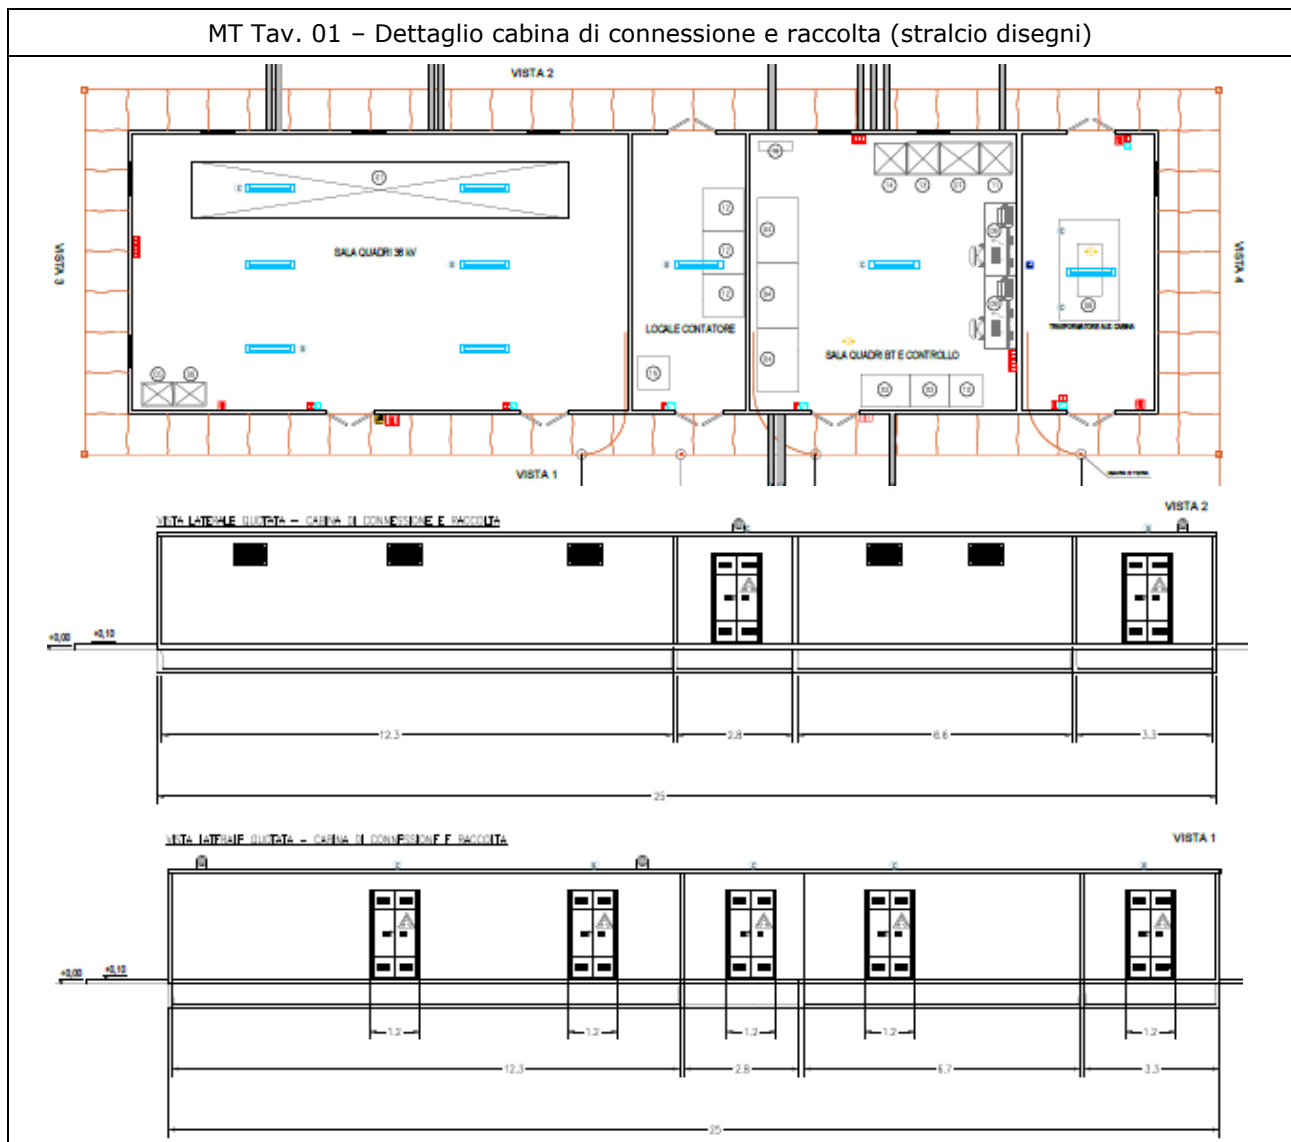 MT Tav. 01 – Dettaglio cabina di connessione e raccolta (stralcio disegni)
VISTA 2
VISTA 3
VISTA 4
SALA QUADRI 36 kV
LOCALE CONTATORE
SALA QUADRI BT E CONTROLLO
TRASFORMATORE AUX CABINA
VISTA 1
VISTA LATERALE QUOTATA – CABINA DI CONNESSIONE E RACCOLTA
VISTA 2
+0,00
+0,10
12.3
2.8
6.6
3.3
25
VISTA LATERALE QUOTATA – CABINA DI CONNESSIONE E RACCOLTA
VISTA 1
+0,00
+0,10
1.2
1.2
1.2
1.2
1.2
12.3
2.8
6.7
3.3
25